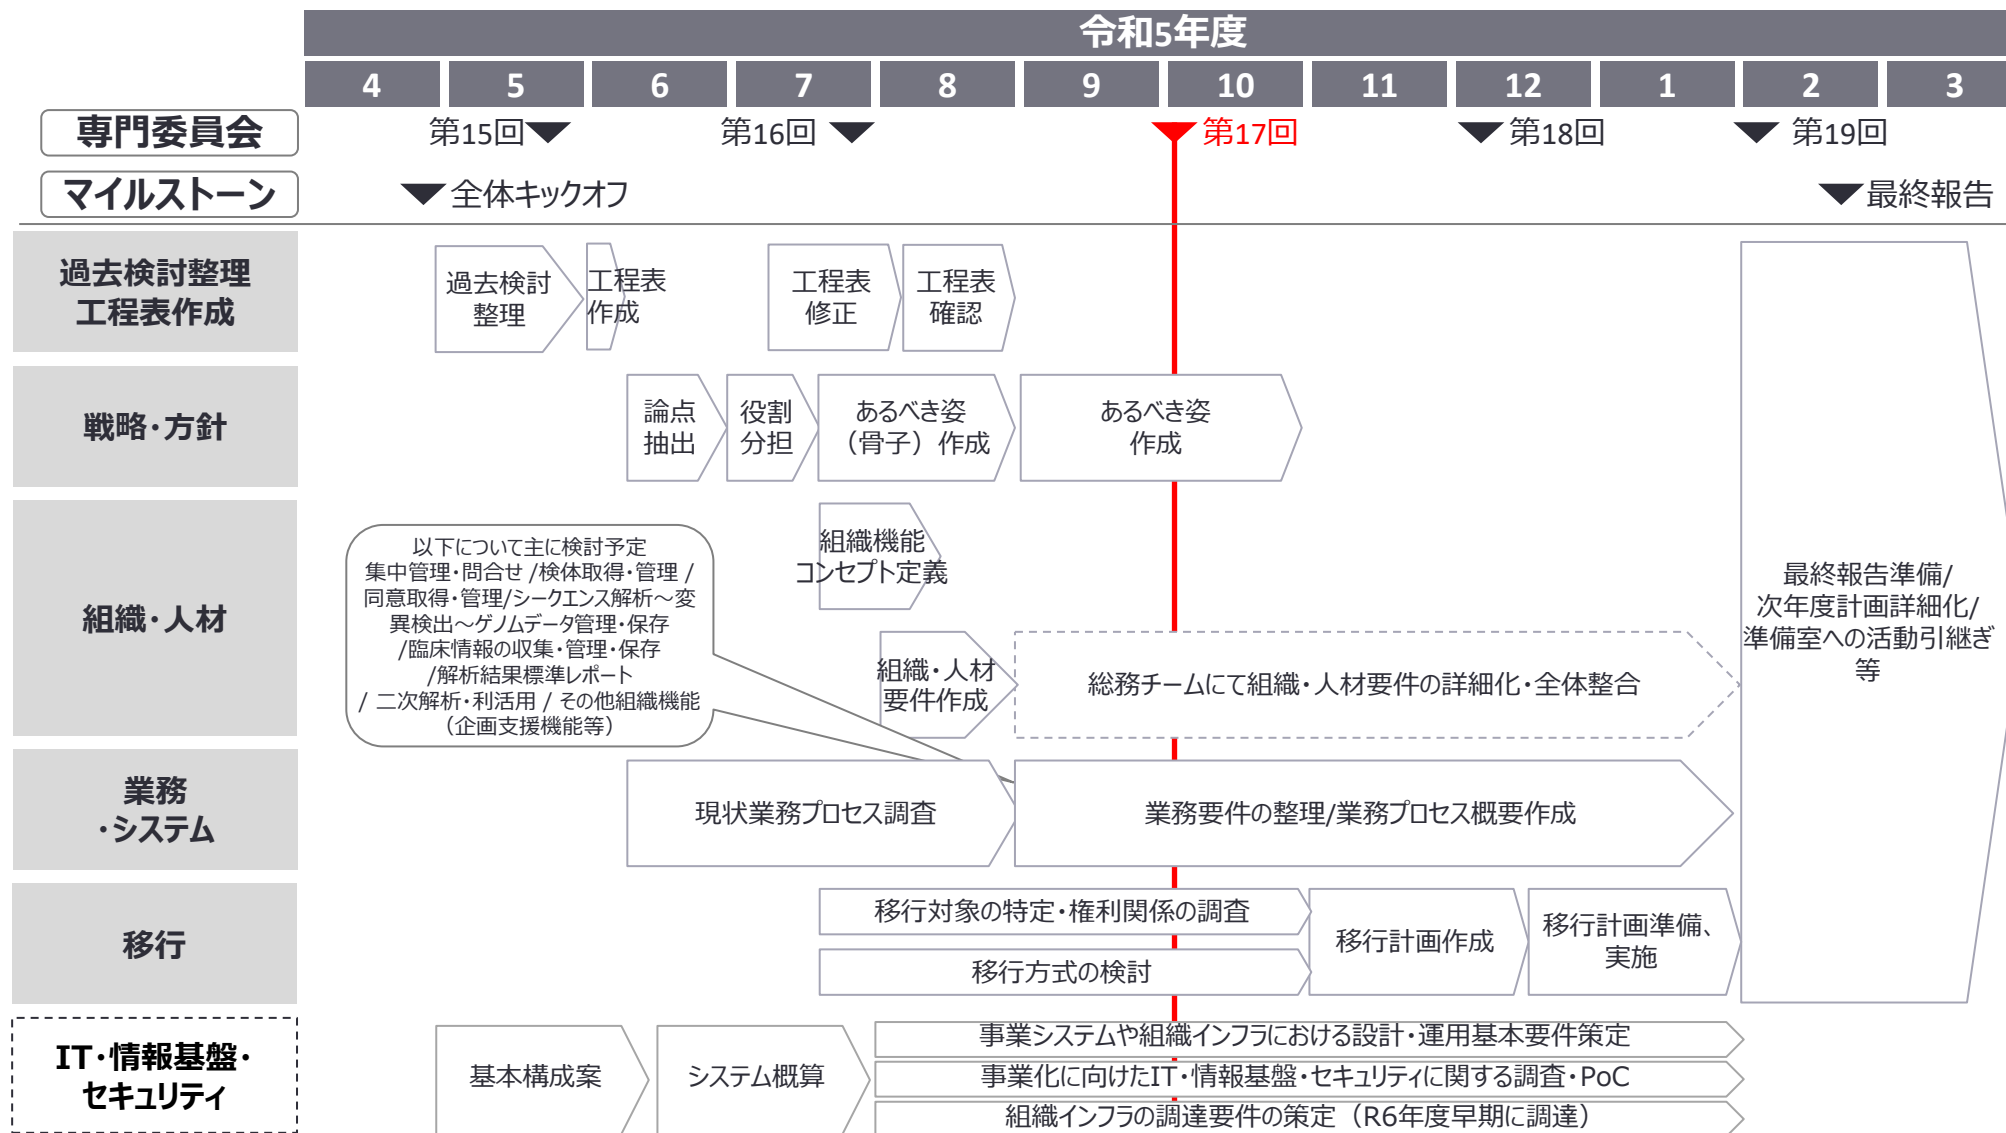 令和5年度
4 5 6 7 8 9 10 11 12 1 2 3
専門委員会
第15回 第16回 第17回 第18回 第19回
マイルストーン
全体キックオフ 最終報告
過去検討整理
工程表作成
過去検討
整理
工程表
作成
工程表
修正
工程表
確認
戦略・方針
論点
抽出
役割
分担
あるべき姿
（骨子）作成
あるべき姿
作成
組織・人材
以下について主に検討予定
集中管理・問合せ /検体取得・管理 /
同意取得・管理/シークエンス解析～変
異検出～ゲノムデータ管理・保存
/臨床情報の収集・管理・保存
/解析結果標準レポート
/ 二次解析・利活用 / その他組織機能
（企画支援機能等）
組織機能
コンセプト定義
組織・人材
要件作成
総務チームにて組織・人材要件の詳細化・全体整合
最終報告準備/
次年度計画詳細化/
準備室への活動引継ぎ
等
業務
・システム
現状業務プロセス調査
業務要件の整理/業務プロセス概要作成
移行
移行対象の特定・権利関係の調査
移行方式の検討
移行計画作成
移行計画準備、
実施
IT・情報基盤・
セキュリティ
基本構成案
システム概算
事業システムや組織インフラにおける設計・運用基本要件策定
事業化に向けたIT・情報基盤・セキュリティに関する調査・PoC
組織インフラの調達要件の策定（R6年度早期に調達）